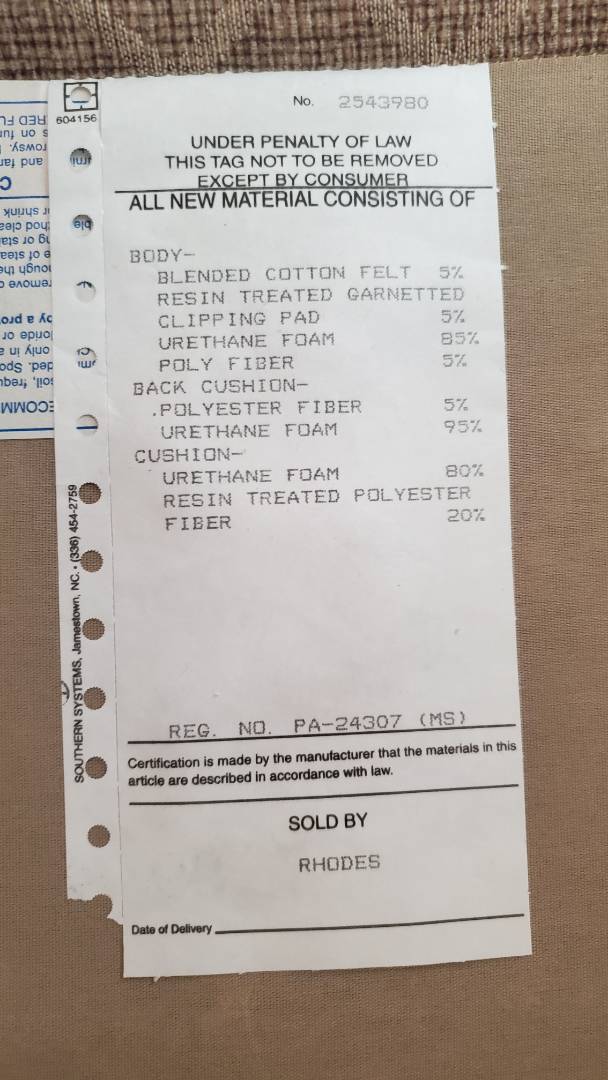 No. 2543980
604156
UNDER PENALTY OF LAW
THIS TAG NOT TO BE REMOVED
EXCEPT BY CONSUMER
ALL NEW MATERIAL CONSISTING OF
BODY-
BLENDED COTTON FELT 5%
RESIN TREATED GARNETTED
CLIPPING PAD 5%
URETHANE FOAM 85%
POLY FIBER 5%
BACK CUSHION-
.POLYESTER FIBER 5%
URETHANE FOAM 95%
CUSHION-
URETHANE FOAM 80%
RESIN TREATED POLYESTER
FIBER 20%
REG. NO. PA-24307 (MS)
Certification is made by the manufacturer that the materials in this
article are described in accordance with law.
SOLD BY
RHODES
Date of Delivery
SOUTHERN SYSTEMS, Jamestown, NC. • (336) 454-2759